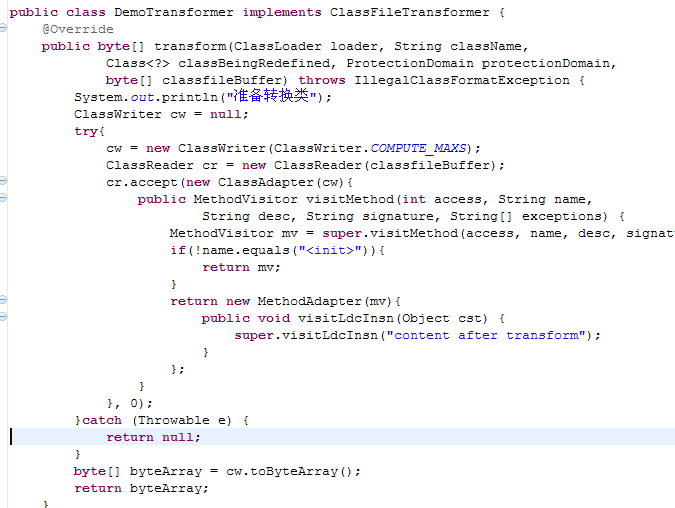 public class DemoTransformer implements ClassFileTransformer {
@Override
public byte[] transform(ClassLoader loader, String className,
Class<?> classBeingRedefined, ProtectionDomain protectionDomain,
byte[] classfileBuffer) throws IllegalClassFormatException {
System.out.println("准备转换类");
ClassWriter cw = null;
try{
cw = new ClassWriter(ClassWriter.COMPUTE_MAXS);
ClassReader cr = new ClassReader(classfileBuffer);
cr.accept(new ClassAdapter(cw){
public MethodVisitor visitMethod(int access, String name,
String desc, String signature, String[] exceptions) {
MethodVisitor mv = super.visitMethod(access, name, desc, signat
if(!name.equals("<init>")){
return mv;
}
return new MethodAdapter(mv){
public void visitLdcInsn(Object cst) {
super.visitLdcInsn("content after transform");
}
};
}
}, 0);
}catch (Throwable e) {
return null;
}
byte[] byteArray = cw.toByteArray();
return byteArray;
}